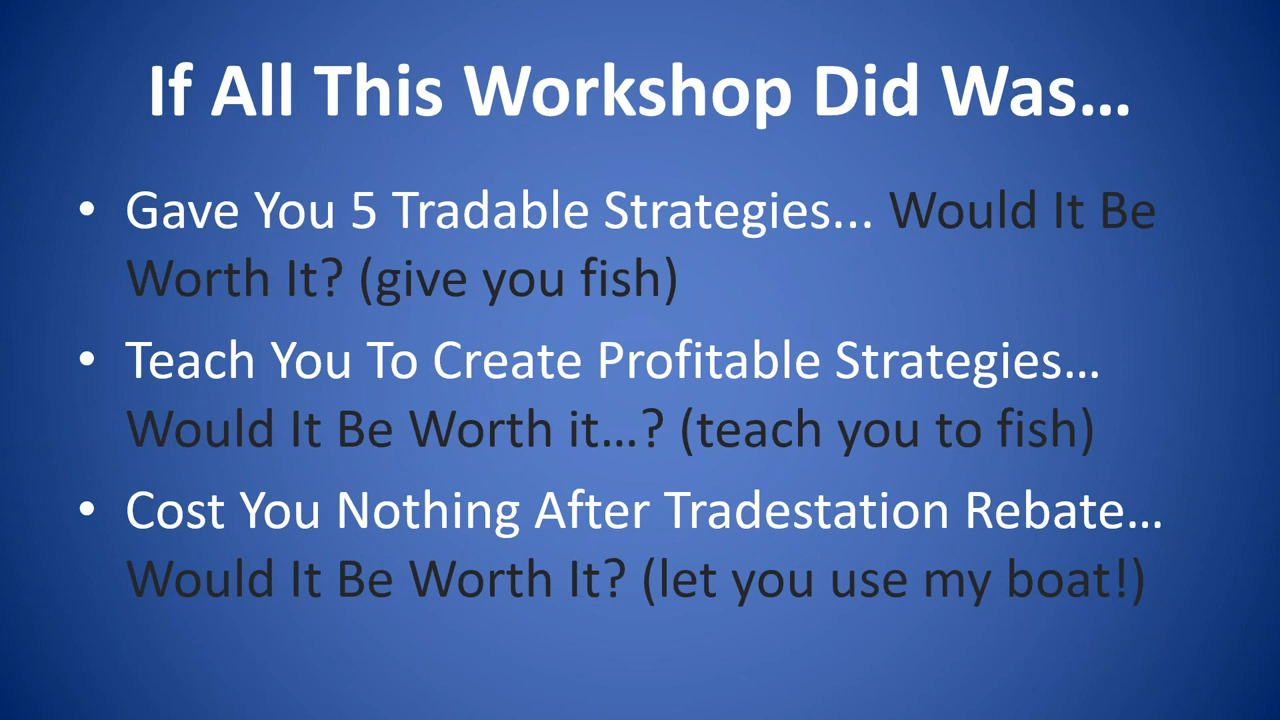 If All This Workshop Did Was…
• Gave You 5 Tradable Strategies... Would It Be
Worth It? (give you fish)
• Teach You To Create Profitable Strategies…
Would It Be Worth it…? (teach you to fish)
• Cost You Nothing After Tradestation Rebate…
Would It Be Worth It? (let you use my boat!)